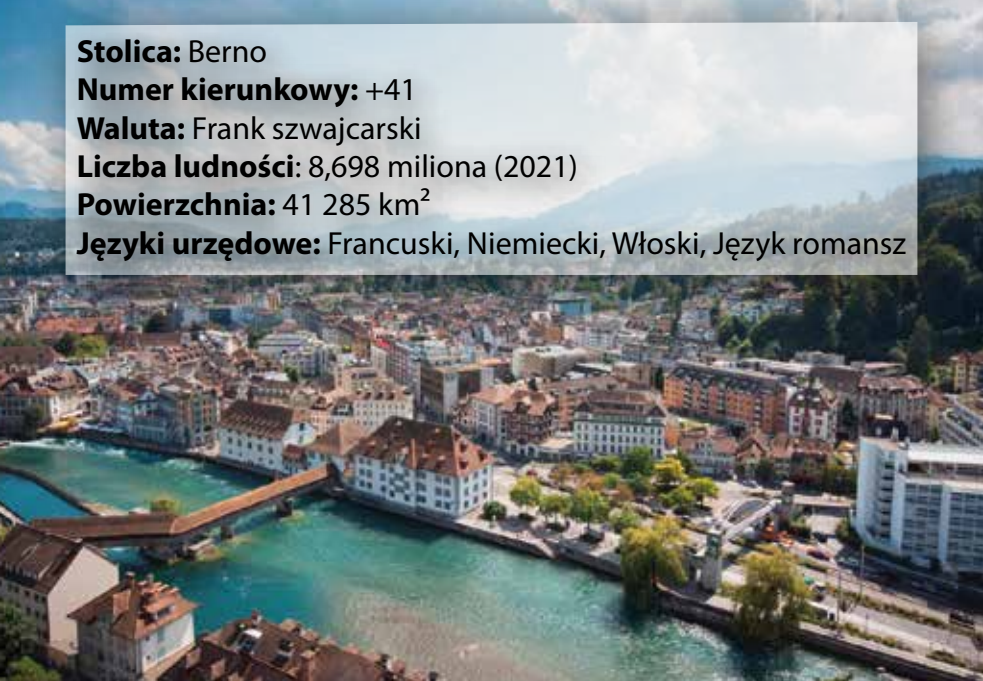 Stolica: Berno
Numer kierunkowy: +41
Waluta: Frank szwajcarski
Liczba ludności: 8,698 miliona (2021)
Powierzchnia: 41 285 km²
Języki urzędowe: Francuski, Niemiecki, Włoski, Język romansz